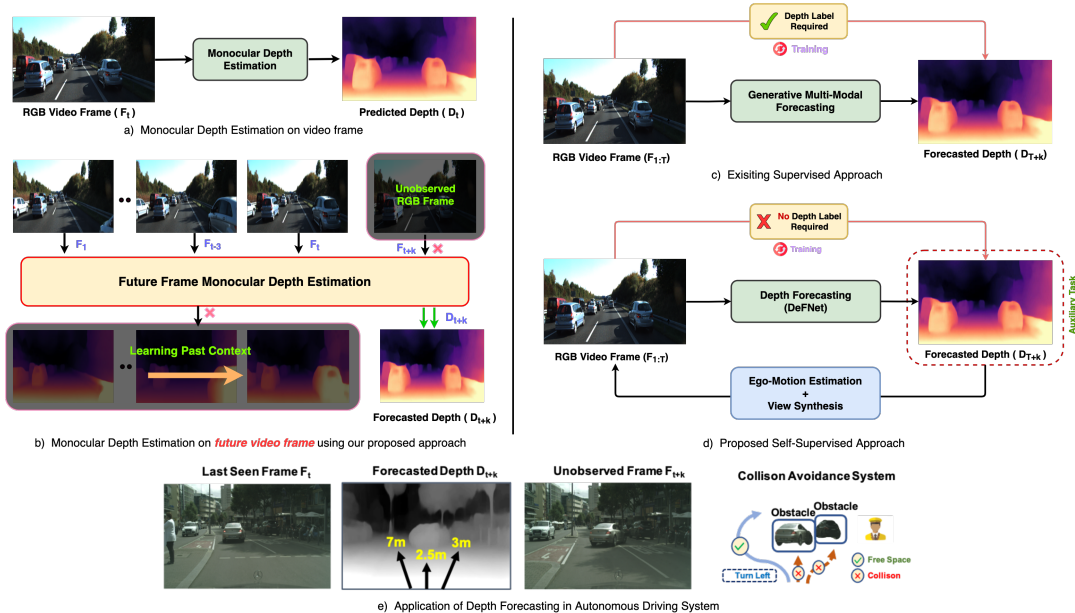 Monocular Depth
Estimation
RGB Video Frame ( Ft)
Predicted Depth ( Dt)
a) Monocular Depth Estimation on video frame
Unobserved
RGB Frame
F1
Ft-3
Ft
Ft+k
Future Frame Monocular Depth Estimation
Dt+k
Learning Past Context
Forecasted Depth ( Dt+k )
b) Monocular Depth Estimation on future video frame using our proposed approach
Depth Label
Required
Training
Generative Multi-Modal
Forecasting
RGB Video Frame (F1:T)
Forecasted Depth ( DT+k)
c) Exisiting Supervised Approach
No Depth Label
Required
Training
Depth Forecasting
(DeFNet)
RGB Video Frame (F1:T)
Forecasted Depth ( DT+k)
Auxiliary Task
Ego-Motion Estimation
+
View Synthesis
d) Proposed Self-Supervised Approach
Last Seen Frame Ft
Forecasted Depth Dt+k
Unobserved Frame Ft+k
Collision Avoidance System
7m
2.5m
3m
Obstacle
Obstacle
Turn Left
Free Space
Collison
e) Application of Depth Forecasting in Autonomous Driving System